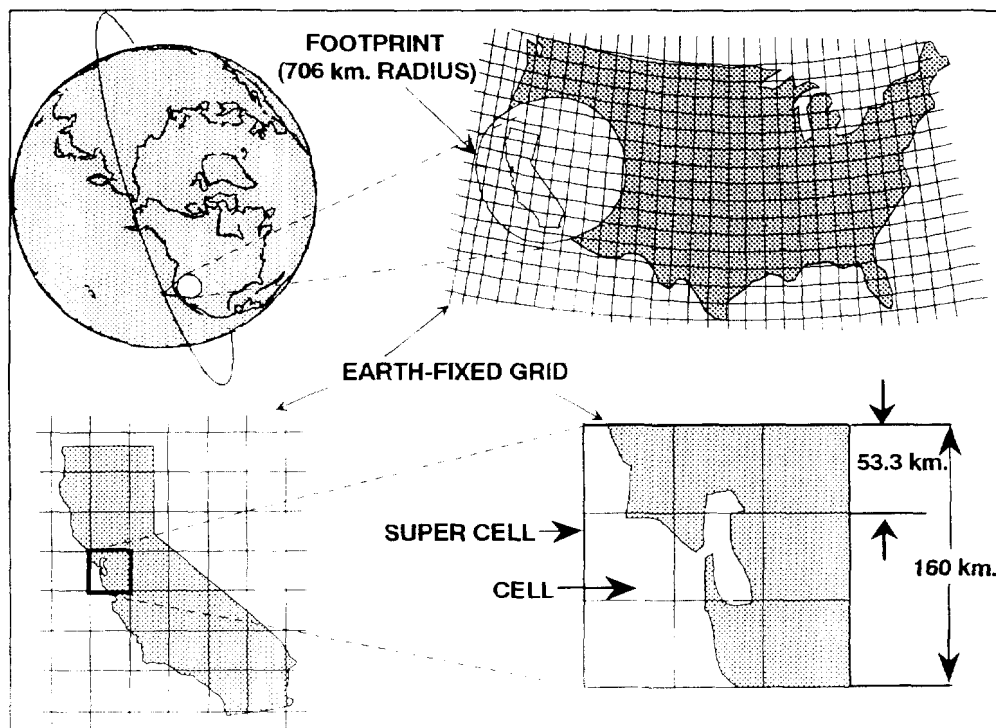 FOOTPRINT
(706 km. RADIUS)
EARTH-FIXED GRID
53.3 km.
SUPER CELL
160 km.
CELL